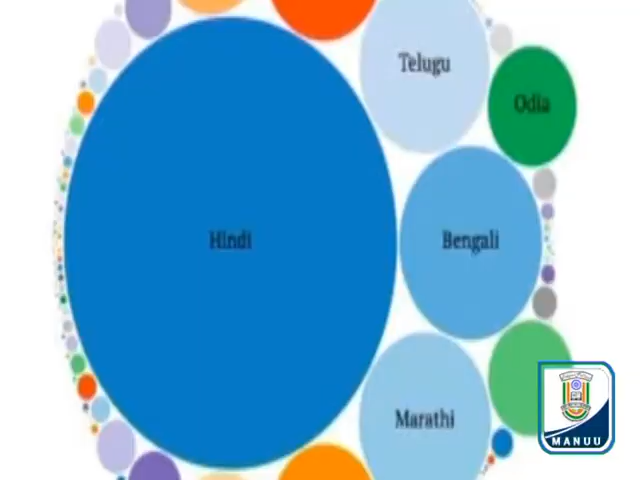 Telugu
Odia
Hindi
Bengali
Marathi
MANUU